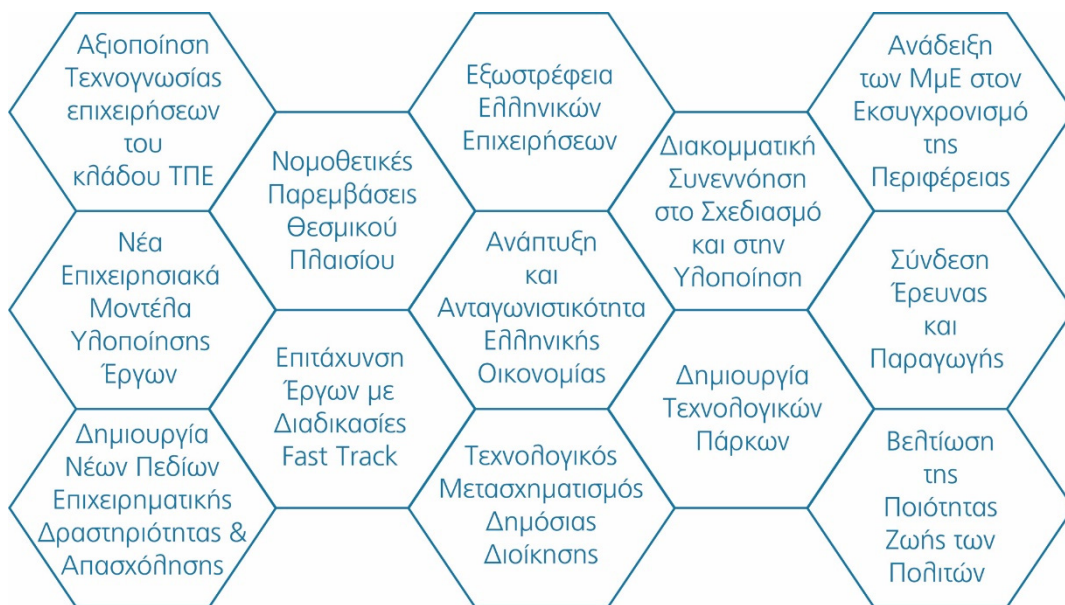 Αξιοποίηση
Τεχνογνωσίας
επιχειρήσεων
του
κλάδου ΤΠΕ
Νέα
Επιχειρησιακά
Μοντέλα
Υλοποίησης
Έργων
Δημιουργία
Νέων Πεδίων
Επιχειρηματικής
Δραστηριότητας &
Απασχόλησης
Νομοθετικές
Παρεμβάσεις
Θεσμικού
Πλαισίου
Επιτάχυνση
Έργων με
Διαδικασίες
Fast Track
Εξωστρέφεια
Ελληνικών
Επιχειρήσεων
Ανάπτυξη
και
Ανταγωνιστικότητα
Ελληνικής
Οικονομίας
Τεχνολογικός
Μετασχηματισμός
Δημόσιας
Διοίκησης
Διακομματική
Συνεννόηση
στο Σχεδιασμό
και στην
Υλοποίηση
Δημιουργία
Τεχνολογικών
Πάρκων
Ανάδειξη
των ΜμΕ στον
Εκσυγχρονισμό
της
Περιφέρειας
Σύνδεση
Έρευνας
και
Παραγωγής
Βελτίωση
της
Ποιότητας
Ζωής των
Πολιτών